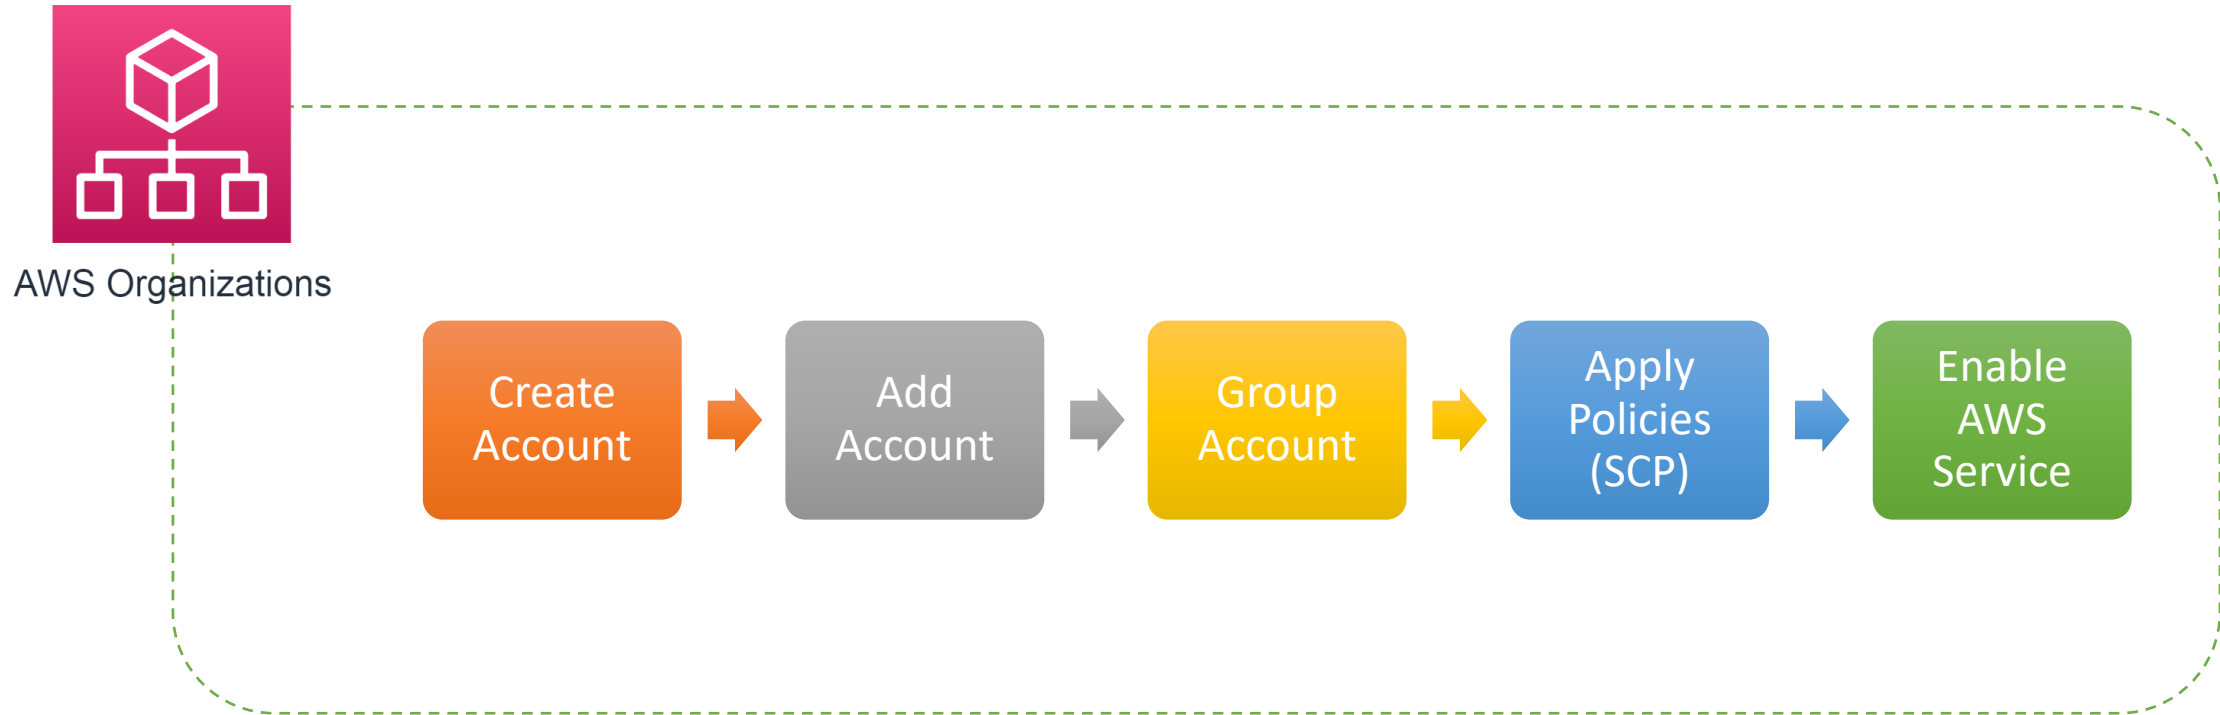 AWS Organizations
Create
Account
Add
Account
Group
Account
Apply
Policies
(SCP)
Enable
AWS
Service